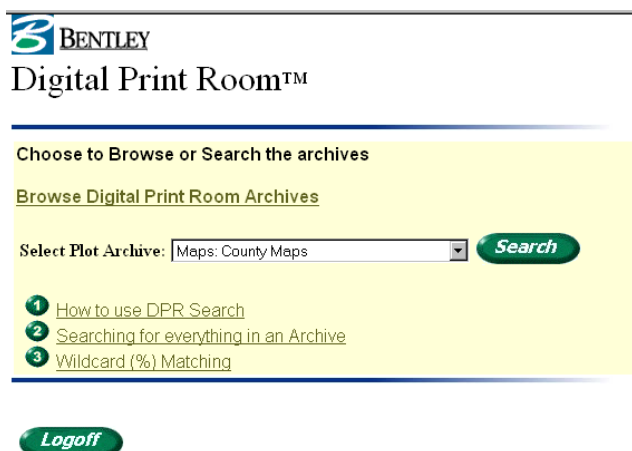 BENTLEY
Digital Print Room™
Choose to Browse or Search the archives
Browse Digital Print Room Archives
Select Plot Archive: Maps: County Maps Search
1 How to use DPR Search
2 Searching for everything in an Archive
3 Wildcard (%) Matching
Logoff